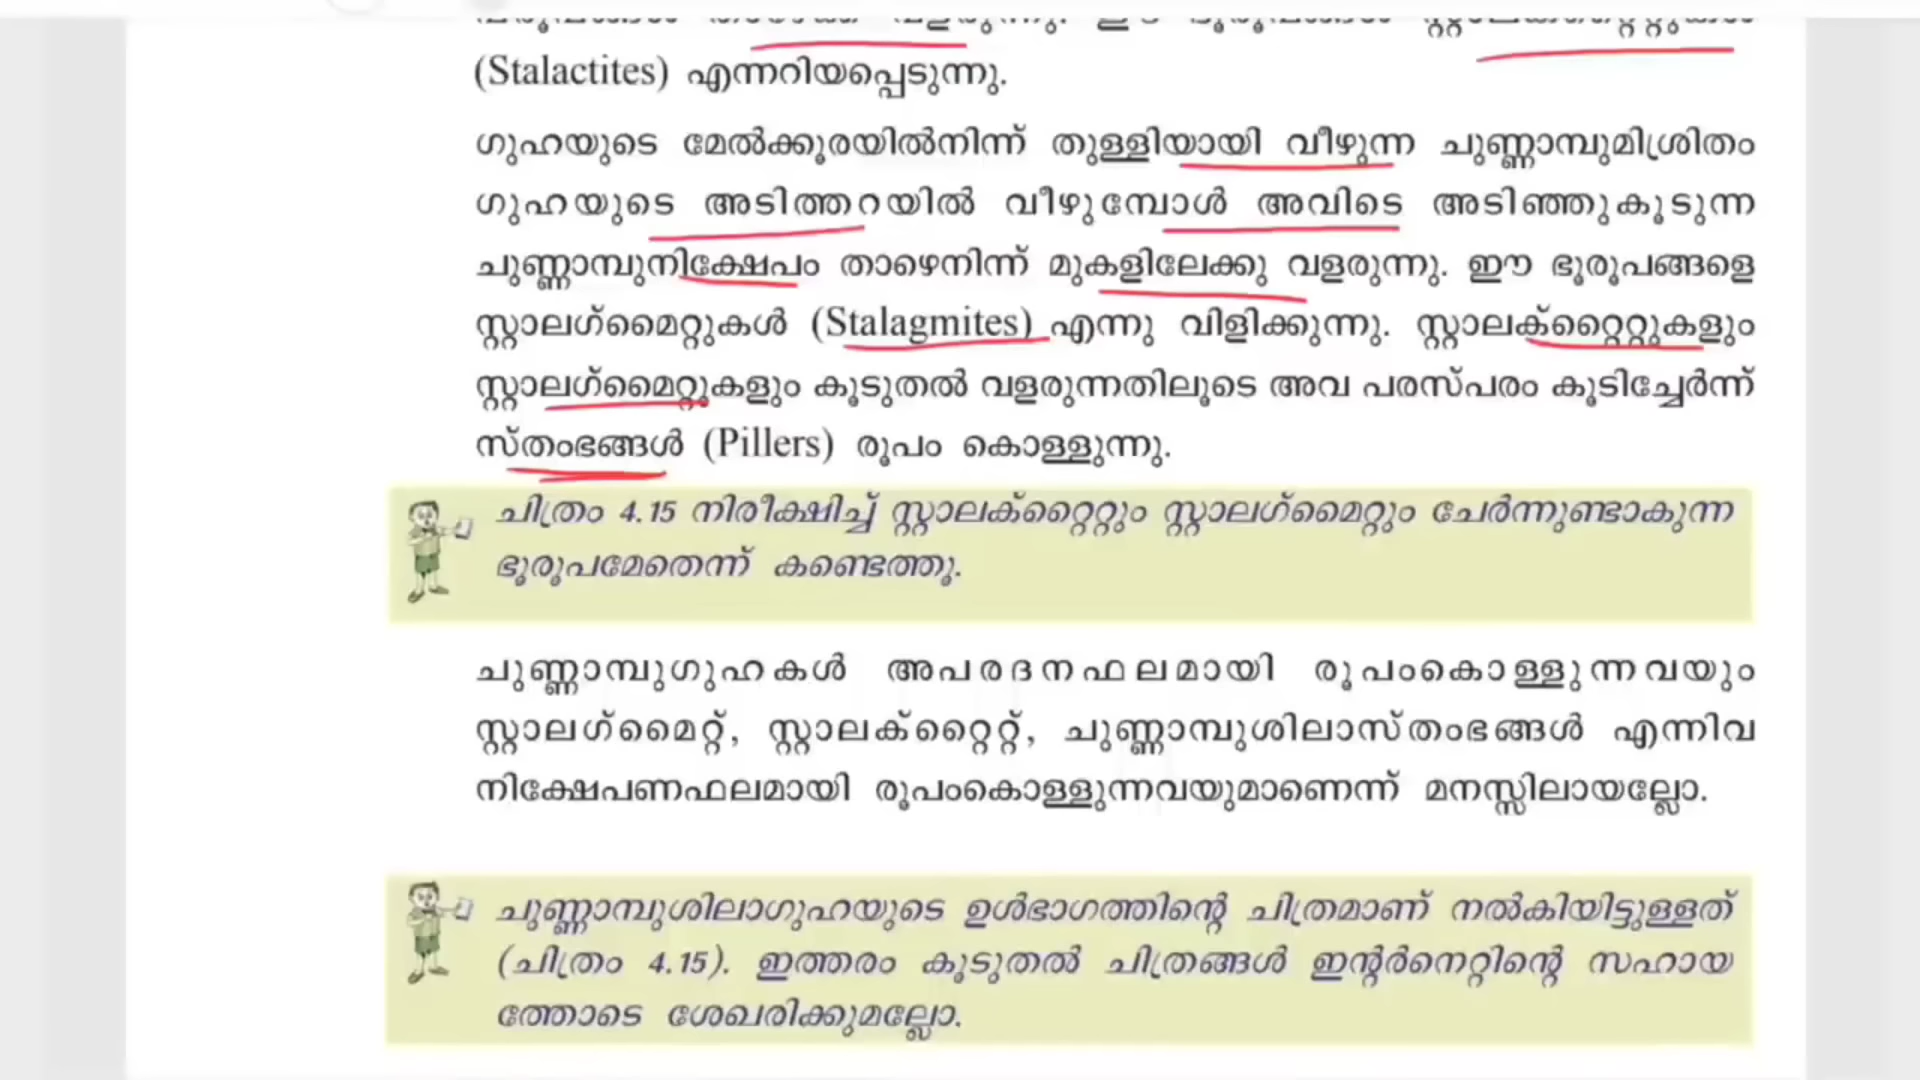 (Stalactites) എന്നറിയപ്പെടുന്നു.
ഗുഹയുടെ മേൽക്കൂരയിൽനിന്ന് തുള്ളിയായി വീഴുന്ന ചുണ്ണാമ്പുമിശ്രിതം
ഗുഹയുടെ അടിത്തറയിൽ വീഴുമ്പോൾ അവിടെ അടിഞ്ഞുകൂടുന്ന
ചുണ്ണാമ്പുനിക്ഷേപം താഴെനിന്ന് മുകളിലേക്കു വളരുന്നു. ഈ ഭൂരൂപങ്ങളെ
സ്റ്റാലഗ്മൈറ്റുകൾ (Stalagmites) എന്നു വിളിക്കുന്നു. സ്റ്റാലക്റ്റൈറ്റുകളും
സ്റ്റാലഗ്മൈറ്റുകളും കൂടുതൽ വളരുന്നതിലൂടെ അവ പരസ്പരം കൂടിച്ചേർന്ന്
സ്തംഭങ്ങൾ (Pillers) രൂപം കൊള്ളുന്നു.
ചിത്രം 4.15 നിരീക്ഷിച്ച് സ്റ്റാലക്റ്റൈറ്റും സ്റ്റാലഗ്മൈറ്റും ചേർന്നുണ്ടാകുന്ന
ഭൂരൂപമേതെന്ന് കണ്ടെത്തൂ.
ചുണ്ണാമ്പുഗുഹകൾ അപരദനഫലമായി രൂപംകൊള്ളുന്നവയും
സ്റ്റാലഗ്മൈറ്റ്, സ്റ്റാലക്റ്റൈറ്റ്, ചുണ്ണാമ്പുശിലാസ്തംഭങ്ങൾ എന്നിവ
നിക്ഷേപണഫലമായി രൂപംകൊള്ളുന്നവയുമാണെന്ന് മനസ്സിലായല്ലോ.
ചുണ്ണാമ്പുശിലാഗുഹയുടെ ഉൾഭാഗത്തിന്റെ ചിത്രമാണ് നൽകിയിട്ടുള്ളത്
(ചിത്രം 4.15). ഇത്തരം കൂടുതൽ ചിത്രങ്ങൾ ഇന്റർനെറ്റിന്റെ സഹായ
ത്തോടെ ശേഖരിക്കുമല്ലോ.